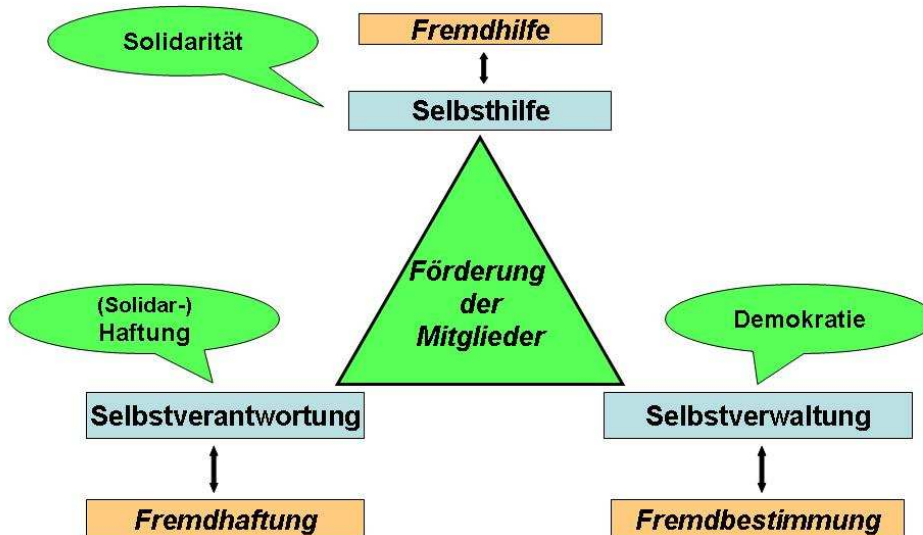 Fremdhilfe
Solidarität
Selbsthilfe
Förderung
der
Mitglieder
(Solidar-)
Haftung
Demokratie
Selbstverantwortung
Selbstverwaltung
Fremdhaftung
Fremdbestimmung